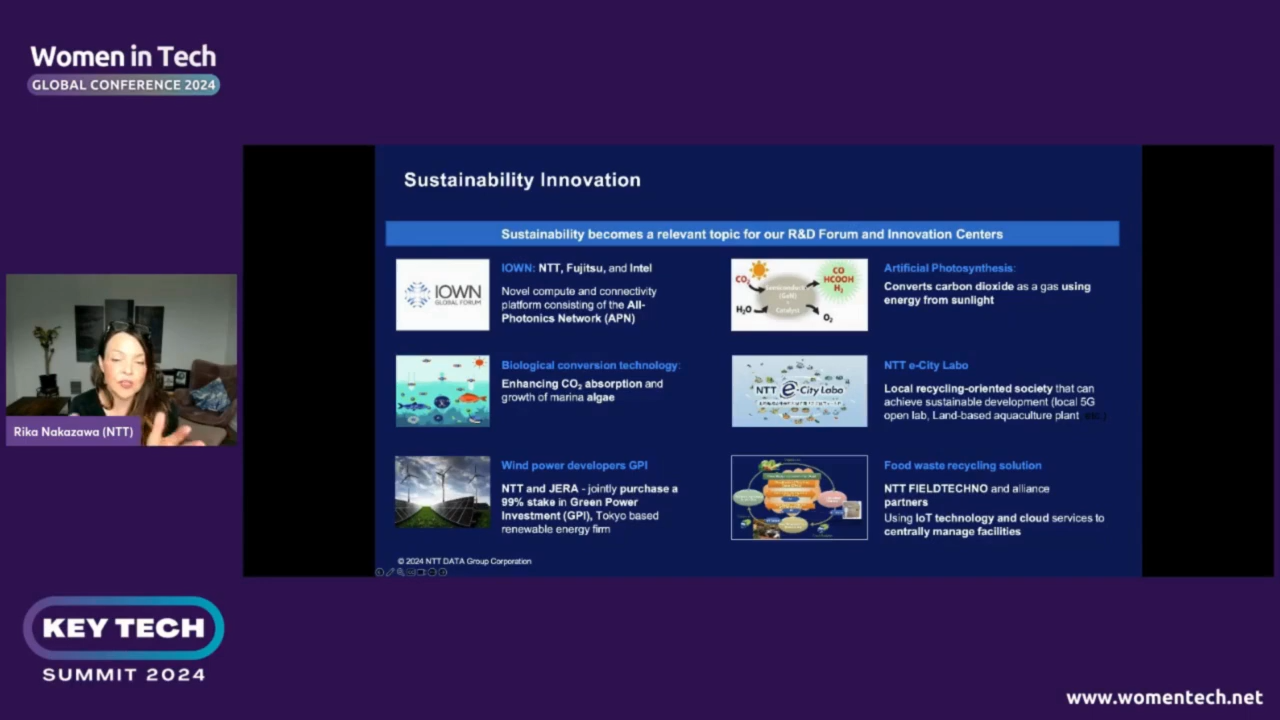 Women in Tech
GLOBAL CONFERENCE 2024
Sustainability Innovation
Sustainability becomes a relevant topic for our R&D Forum and Innovation Centers
IOWN
GLOBAL FORUM
IOWN: NTT, Fujitsu, and Intel
Novel compute and connectivity
platform consisting of the All-
Photonics Network (APN)
CO₂
H₂O
CO
HCOOH
H₂
O₂
Artificial Photosynthesis:
Converts carbon dioxide as a gas using
energy from sunlight
Biological conversion technology:
Enhancing CO₂ absorption and
growth of marina algae
NTT e-City Labo
NTT e-City Labo
Local recycling-oriented society that can
achieve sustainable development (local 5G
open lab, Land-based aquaculture plant etc.)
Wind power developers GPI
NTT and JERA - jointly purchase a
99% stake in Green Power
Investment (GPI), Tokyo based
renewable energy firm
Food waste recycling solution
NTT FIELDTECHNO and alliance
partners
Using IoT technology and cloud services to
centrally manage facilities
© 2024 NTT DATA Group Corporation
Rika Nakazawa (NTT)
KEY TECH
SUMMIT 2024
www.womentech.net